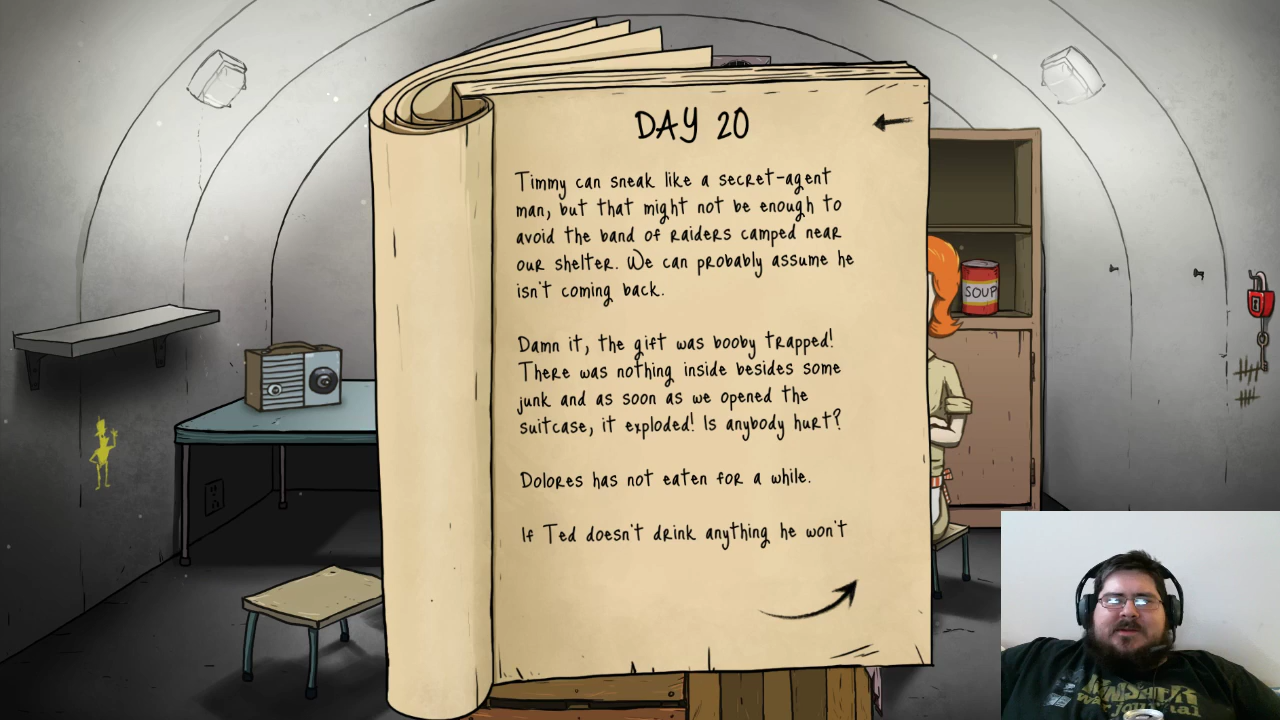 DAY 20
Timmy can sneak like a secret-agent
man, but that might not be enough to
avoid the band of raiders camped near
our shelter. We can probably assume he
isn't coming back.
Damn it, the gift was booby trapped!
There was nothing inside besides some
junk and as soon as we opened the
suitcase, it exploded! Is anybody hurt?
Dolores has not eaten for a while.
If Ted doesn't drink anything he won't
SOUP